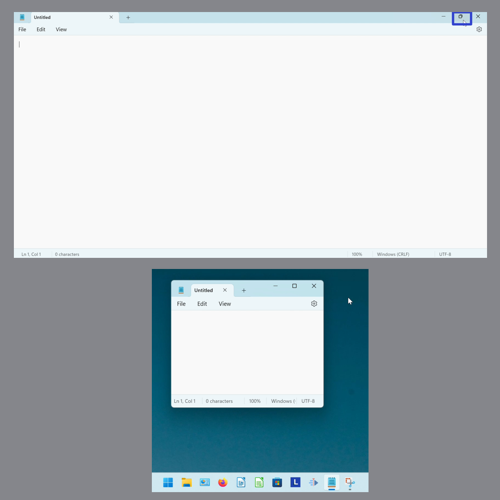 Untitled
File Edit View
Ln 1, Col 1 0 characters 100% Windows (CRLF) UTF-8
Untitled
File Edit View
Ln 1, Col 1 0 characters 100% Windows ( UTF-8
L